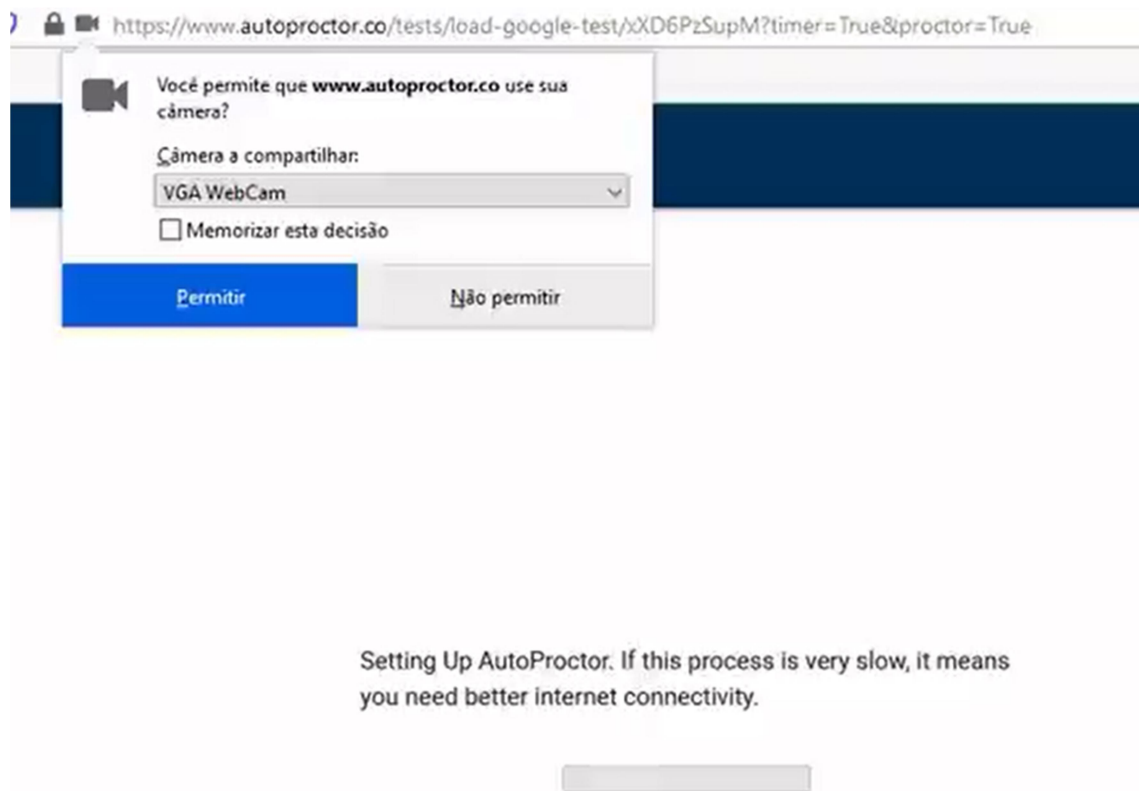 https://www.autoproctor.co/tests/load-google-test/xXD6PzSupM?timer=True&proctor=True
Você permite que www.autoproctor.co use sua
câmera?
Câmera a compartilhar:
VGA WebCam
Memorizar esta decisão
Permitir
Não permitir
Setting Up AutoProctor. If this process is very slow, it means
you need better internet connectivity.